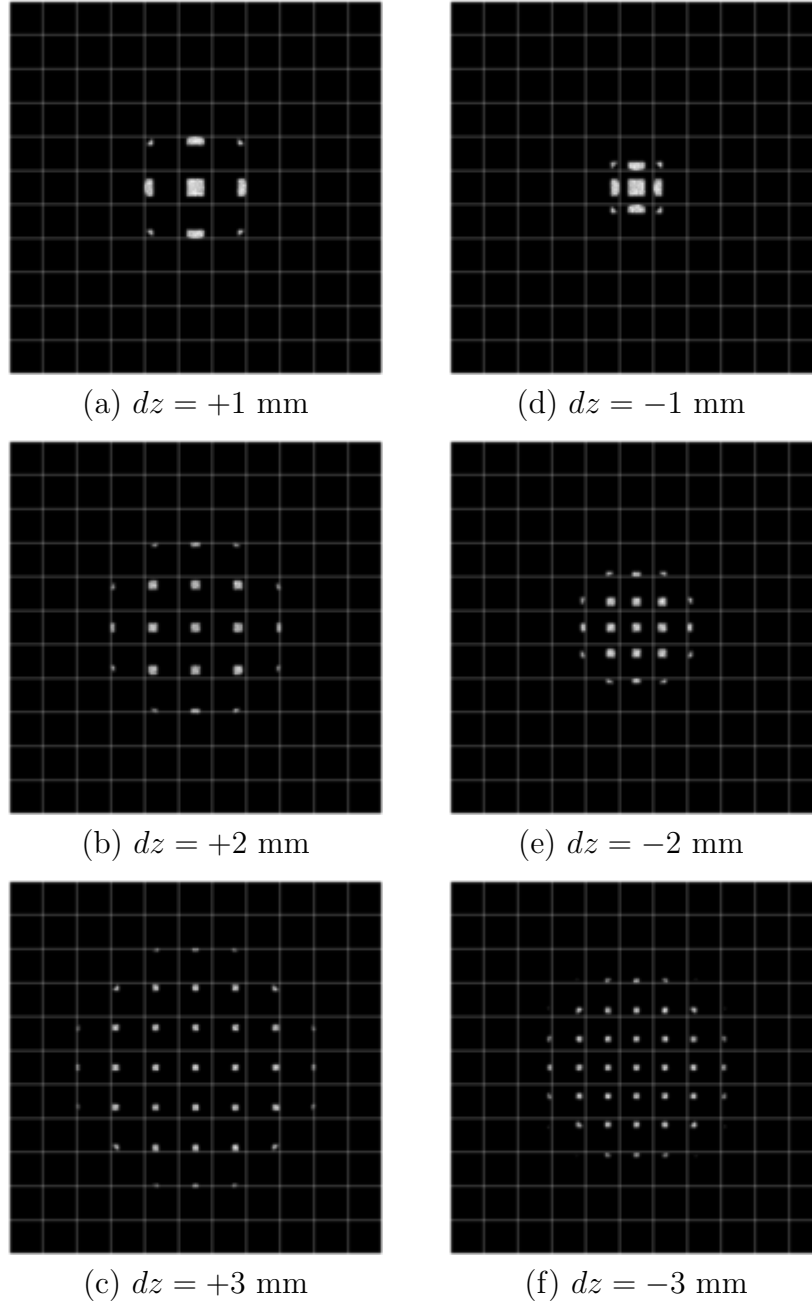 (a) dz = +1 mm
(d) dz = −1 mm
(b) dz = +2 mm
(e) dz = −2 mm
(c) dz = +3 mm
(f) dz = −3 mm